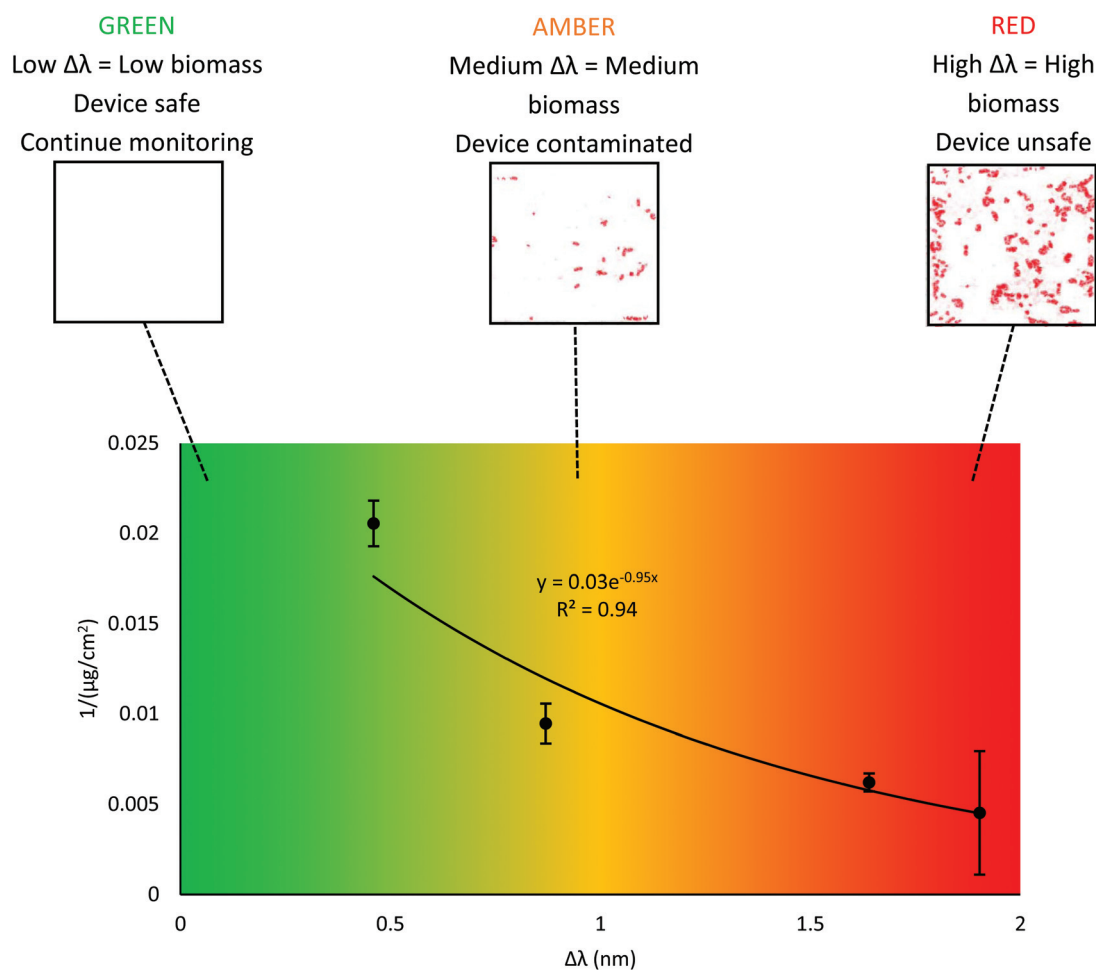 GREEN
Low Δλ = Low biomass
Device safe
Continue monitoring
AMBER
Medium Δλ = Medium
biomass
Device contaminated
RED
High Δλ = High
biomass
Device unsafe
0.025
0.02
0.015
0.01
0.005
0
1/(µg/cm²)
y = 0.03e^-0.95x
R² = 0.94
0
0.5
1
1.5
2
Δλ (nm)